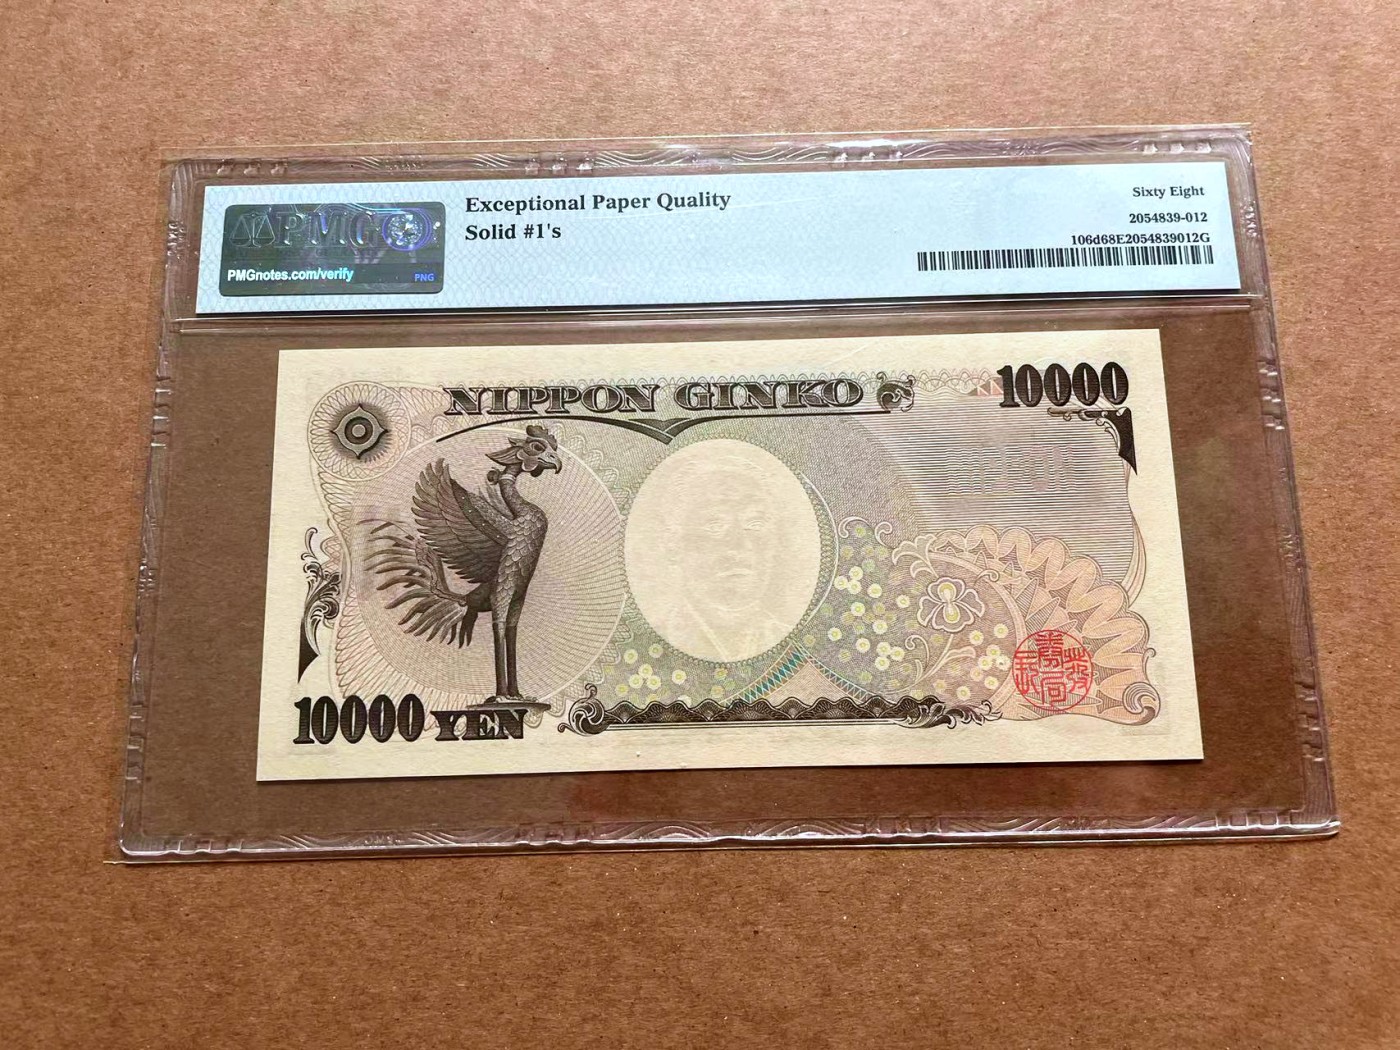 PMG
PMGnotes.com/verify
PNG
Exceptional Paper Quality
Solid #1's
Sixty Eight
2054839-012
106d68E2054839012G
NIPPON GINKO
10000
10000 YEN